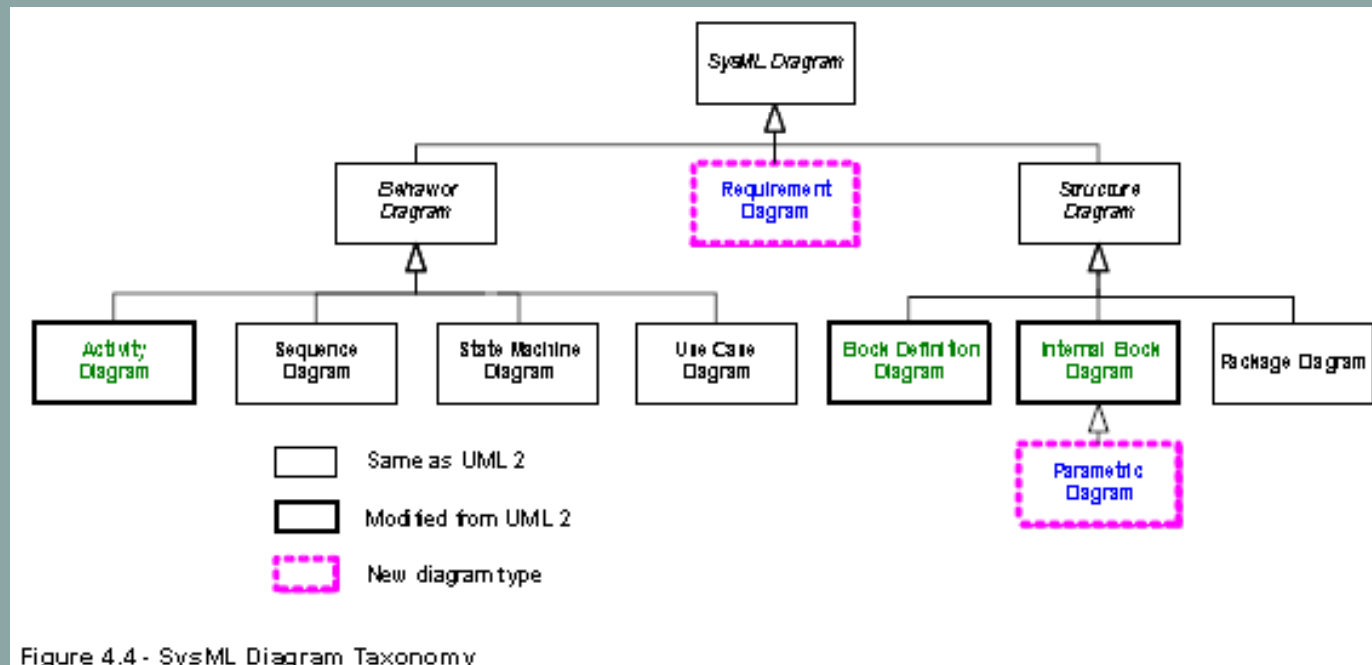 SysML Diagram
Behavior
Diagram
Requirement
Diagram
Structure
Diagram
Activity
Diagram
Sequence
Diagram
State Machine
Diagram
Use Case
Diagram
Block Definition
Diagram
Internal Block
Diagram
Package Diagram
Parametric
Diagram
Same as UML 2
Modified from UML 2
New diagram type
Figure 4.4 - SysML Diagram Taxonomy